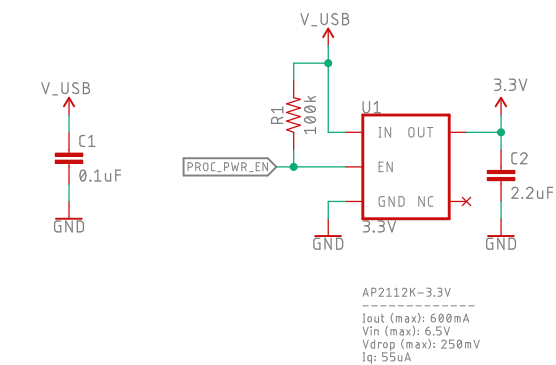 V_USB
V_USB
3.3V
C1
0.1uF
GND
R1
100k
U1
IN
OUT
PROC_PWR_EN
EN
GND
NC
3.3V
GND
C2
2.2uF
GND
AP2112K-3.3V
--------------
Iout (max): 600mA
Vin (max): 6.5V
Vdrop (max): 250mV
Iq: 55uA